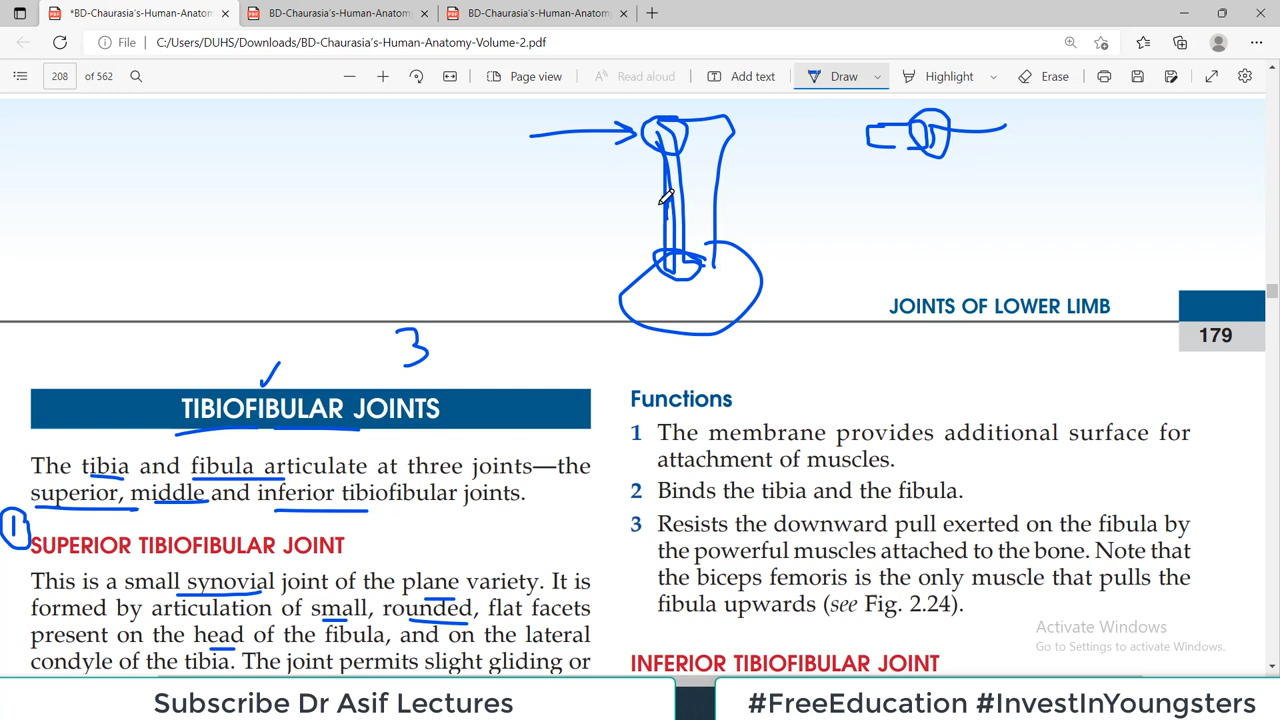 *BD-Chaurasia's-Human-Anatomy-
BD-Chaurasia's-Human-Anatomy-
BD-Chaurasia's-Human-Anatomy-
File
C:/Users/DUHS/Downloads/BD-Chaurasia's-Human-Anatomy-Volume-2.pdf
208 of 562
Page view
Read aloud
Add text
Draw
Highlight
Erase
JOINTS OF LOWER LIMB
179
3
TIBIOFIBULAR JOINTS
The tibia and fibula articulate at three joints—the
superior, middle and inferior tibiofibular joints.
1
SUPERIOR TIBIOFIBULAR JOINT
This is a small synovial joint of the plane variety. It is
formed by articulation of small, rounded, flat facets
present on the head of the fibula, and on the lateral
condyle of the tibia. The joint permits slight gliding or
Functions
1 The membrane provides additional surface for
attachment of muscles.
2 Binds the tibia and the fibula.
3 Resists the downward pull exerted on the fibula by
the powerful muscles attached to the bone. Note that
the biceps femoris is the only muscle that pulls the
fibula upwards (see Fig. 2.24).
INFERIOR TIBIOFIBULAR JOINT
Activate Windows
Go to Settings to activate Windows.
Subscribe Dr Asif Lectures
#FreeEducation #InvestInYoungsters